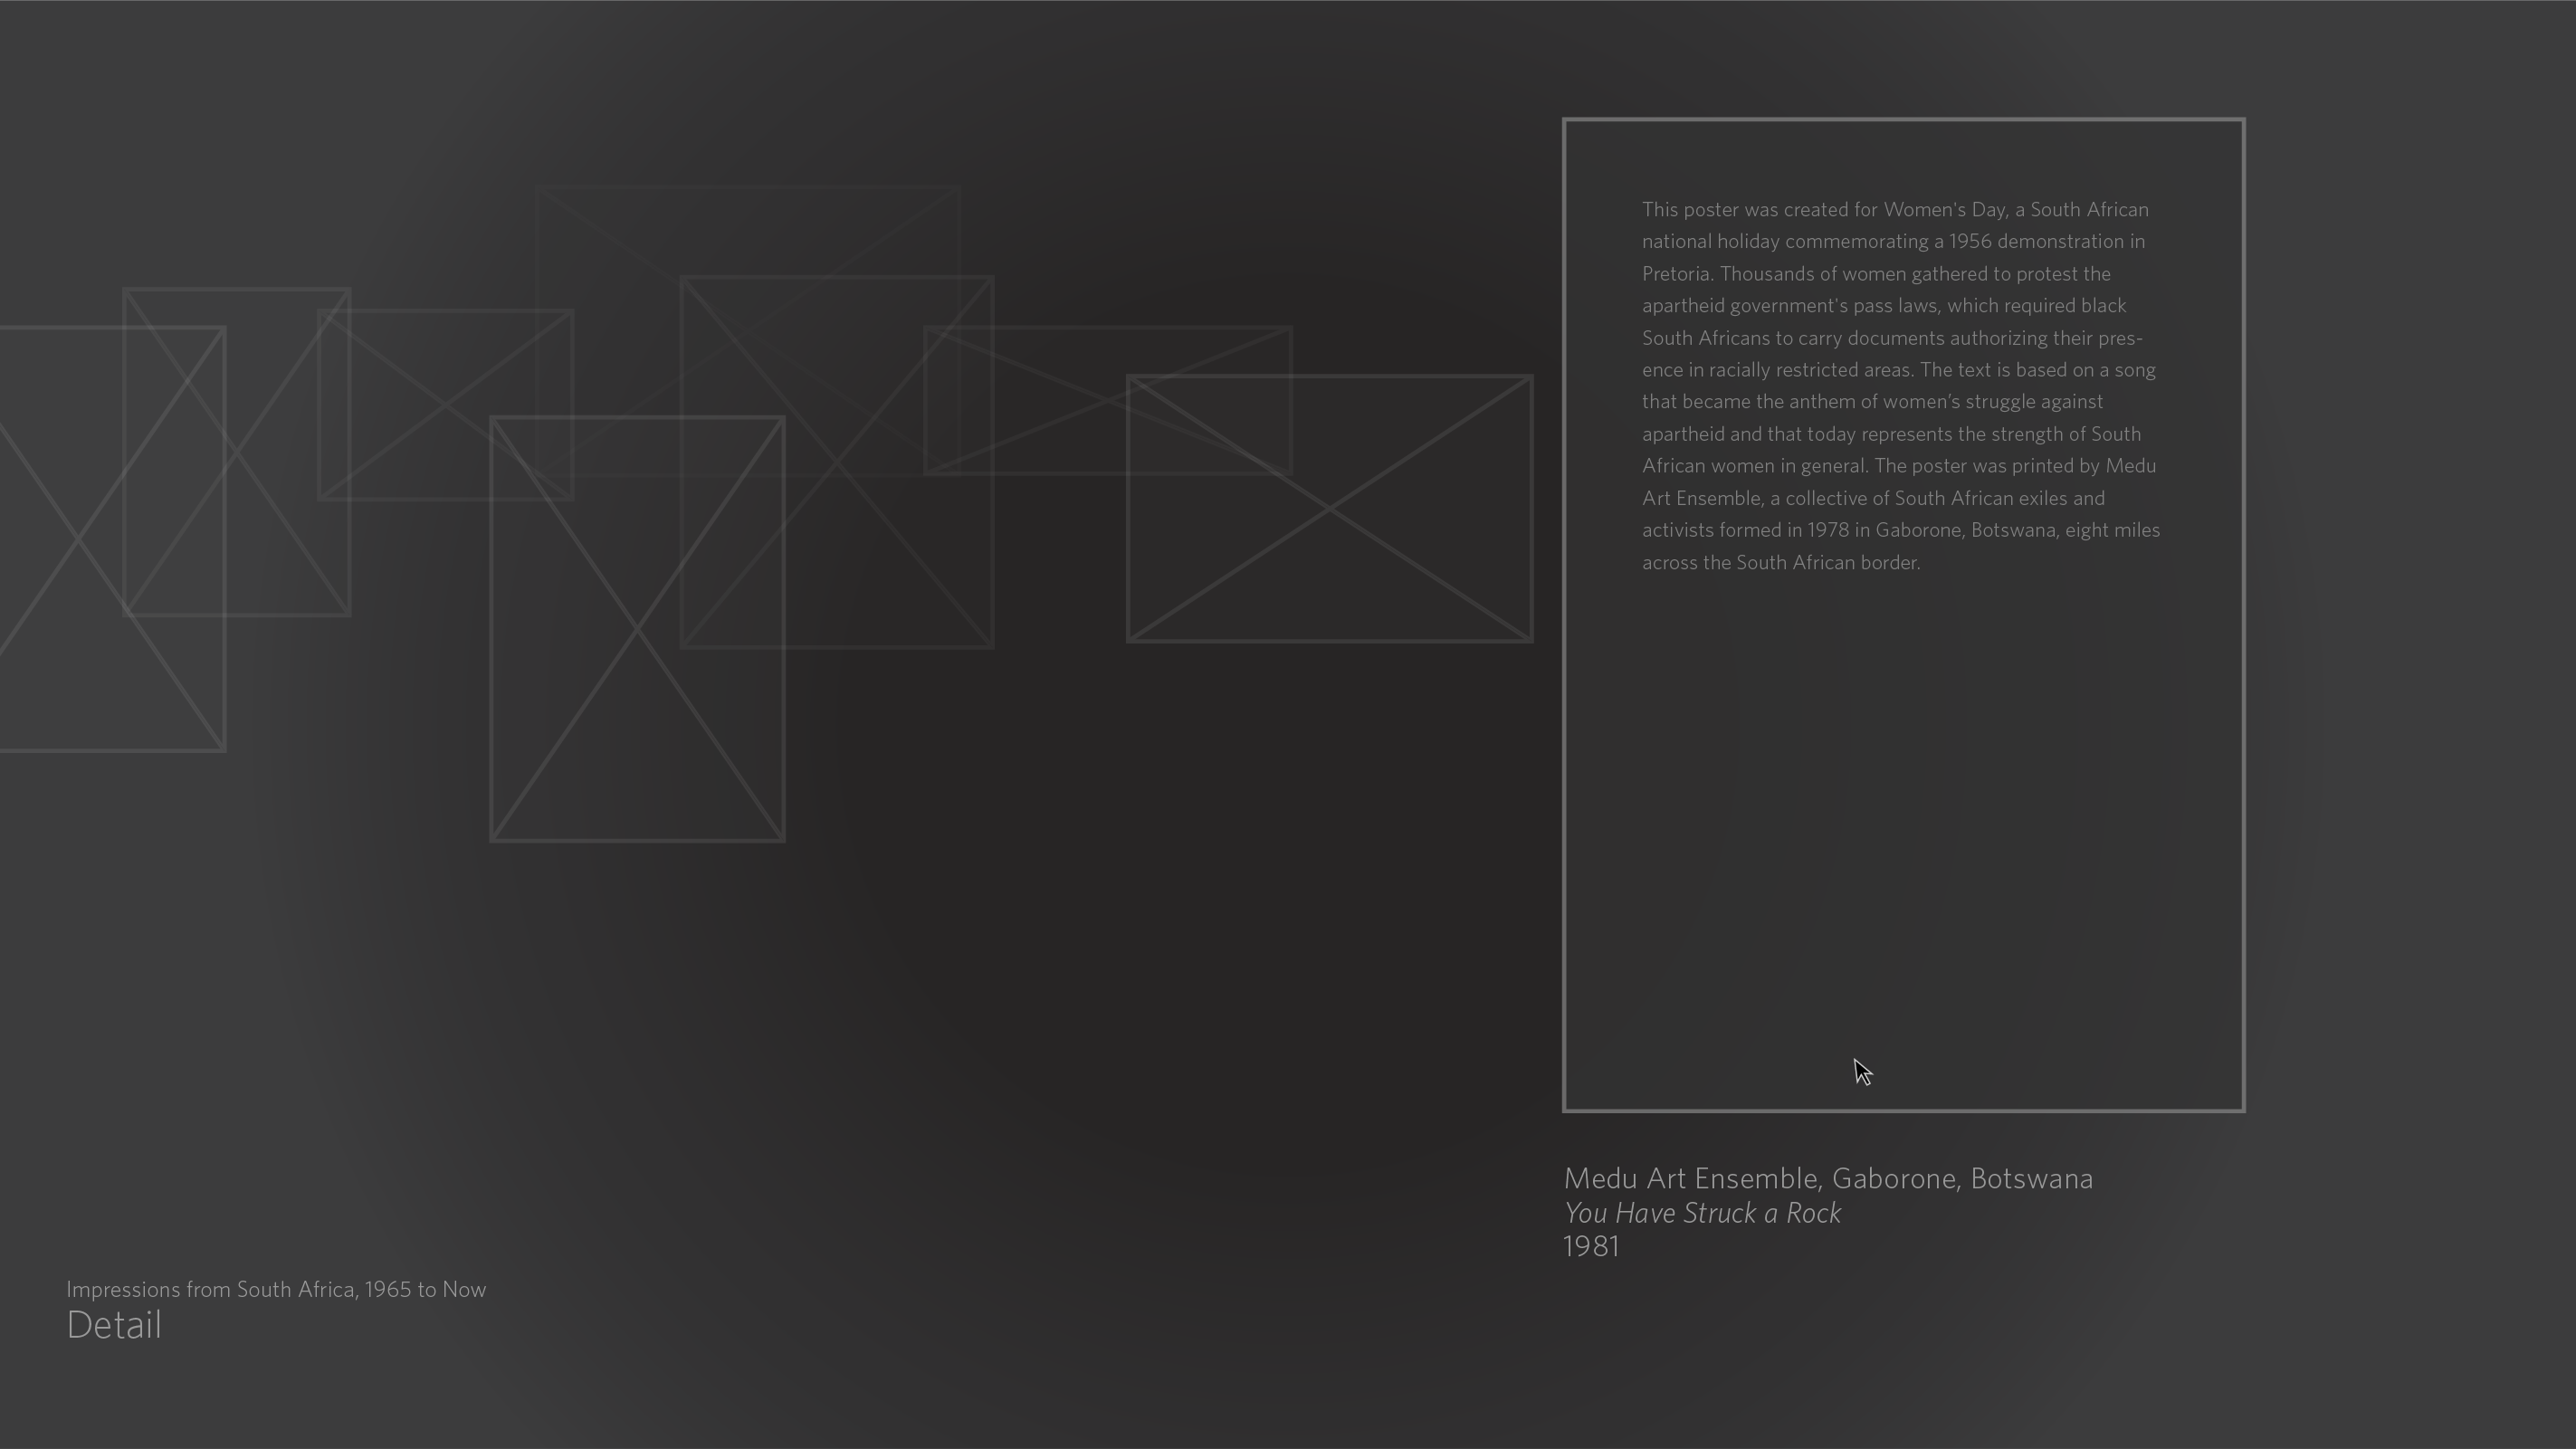 This poster was created for Women's Day, a South African
national holiday commemorating a 1956 demonstration in
Pretoria. Thousands of women gathered to protest the
apartheid government's pass laws, which required black
South Africans to carry documents authorizing their pres-
ence in racially restricted areas. The text is based on a song
that became the anthem of women’s struggle against
apartheid and that today represents the strength of South
African women in general. The poster was printed by Medu
Art Ensemble, a collective of South African exiles and
activists formed in 1978 in Gaborone, Botswana, eight miles
across the South African border.
Medu Art Ensemble, Gaborone, Botswana
You Have Struck a Rock
1981
Impressions from South Africa, 1965 to Now
Detail